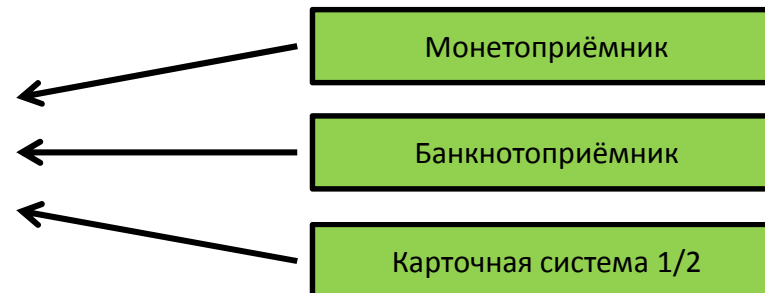 Монетоприёмник
Банкнотоприёмник
Карточная система 1/2